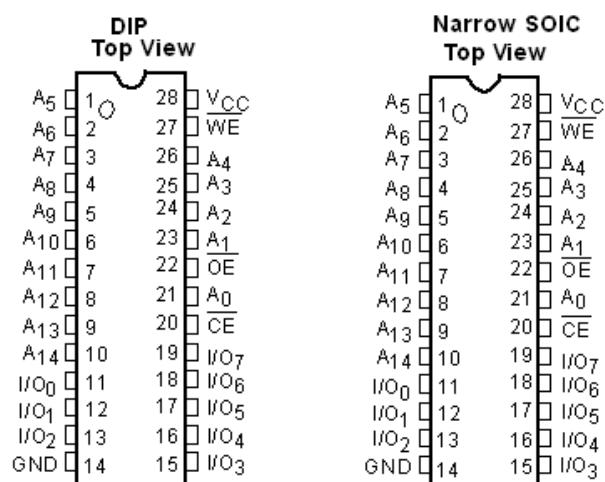 DIP
Top View
A5 1 28 VCC
A6 2 27 WE
A7 3 26 A4
A8 4 25 A3
A9 5 24 A2
A10 6 23 A1
A11 7 22 OE
A12 8 21 A0
A13 9 20 CE
A14 10 19 I/O7
I/O0 11 18 I/O6
I/O1 12 17 I/O5
I/O2 13 16 I/O4
GND 14 15 I/O3
Narrow SOIC
Top View
A5 1 28 VCC
A6 2 27 WE
A7 3 26 A4
A8 4 25 A3
A9 5 24 A2
A10 6 23 A1
A11 7 22 OE
A12 8 21 A0
A13 9 20 CE
A14 10 19 I/O7
I/O0 11 18 I/O6
I/O1 12 17 I/O5
I/O2 13 16 I/O4
GND 14 15 I/O3